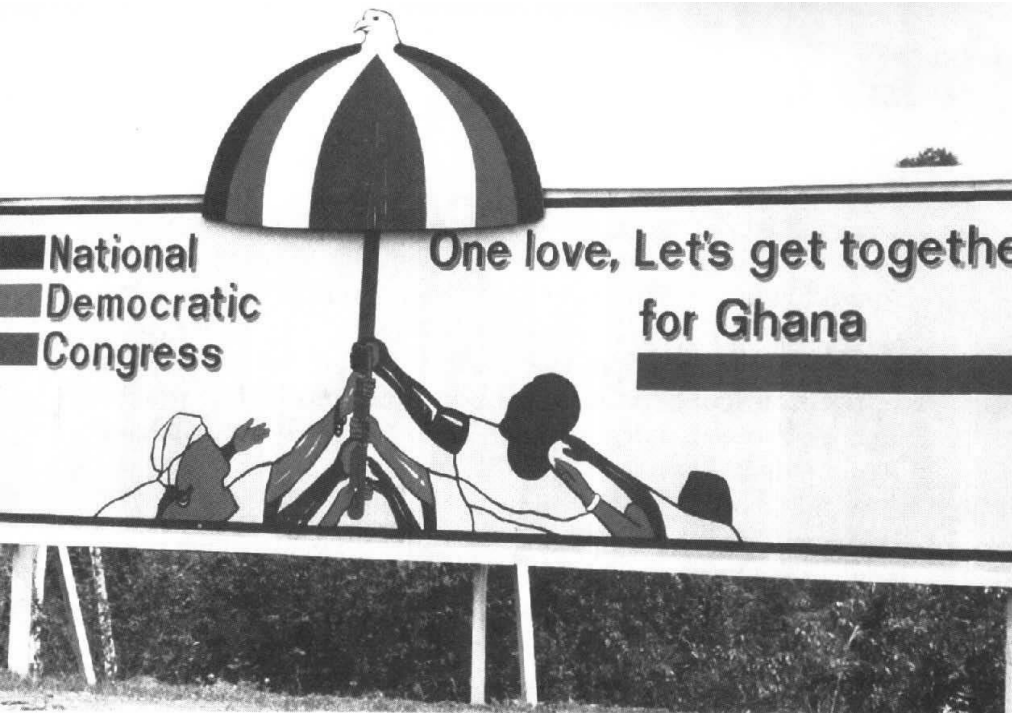 National
Democratic
Congress
One love, Let's get togethe
for Ghana